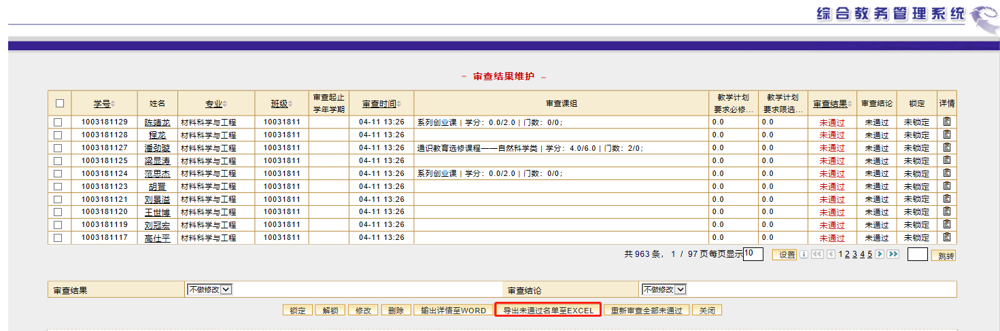 综合教务管理系统
审查结果维护
学号 姓名 专业 班级 审查起止学年学期 审查时间 审查课组 教学计划要求必修... 教学计划要求限选... 审查结果 审查结论 锁定 详情
1003181129 陈靖龙 材料科学与工程 10031811 04-11 13:26 系列创业课 | 学分：0.0/2.0 | 门数：0/0; 0.0 0.0 未通过 未通过 未锁定
1003181128 程龙 材料科学与工程 10031811 04-11 13:26 0.0 0.0 未通过 未通过 未锁定
1003181127 潘劲璇 材料科学与工程 10031811 04-11 13:26 通识教育选修课程——自然科学类 | 学分：4.0/6.0 | 门数：2/0; 0.0 0.0 未通过 未通过 未锁定
1003181125 梁显涛 材料科学与工程 10031811 04-11 13:26 0.0 0.0 未通过 未通过 未锁定
1003181124 范思杰 材料科学与工程 10031811 04-11 13:26 系列创业课 | 学分：0.0/2.0 | 门数：0/0; 0.0 0.0 未通过 未通过 未锁定
1003181123 胡晋 材料科学与工程 10031811 04-11 13:26 0.0 0.0 未通过 未通过 未锁定
1003181121 刘景溢 材料科学与工程 10031811 04-11 13:26 0.0 0.0 未通过 未通过 未锁定
1003181120 王世博 材料科学与工程 10031811 04-11 13:26 0.0 0.0 未通过 未通过 未锁定
1003181119 刘冠宏 材料科学与工程 10031811 04-11 13:26 0.0 0.0 未通过 未通过 未锁定
1003181117 高仕平 材料科学与工程 10031811 04-11 13:26 0.0 0.0 未通过 未通过 未锁定
共 963 条， 1 / 97 页每页显示 10 设置 1 2 3 4 5 跳转
审查结果 不做修改 审查结论 不做修改
锁定 解锁 修改 删除 输出详情至WORD 导出未通过名单至EXCEL 重新审查全部未通过 关闭